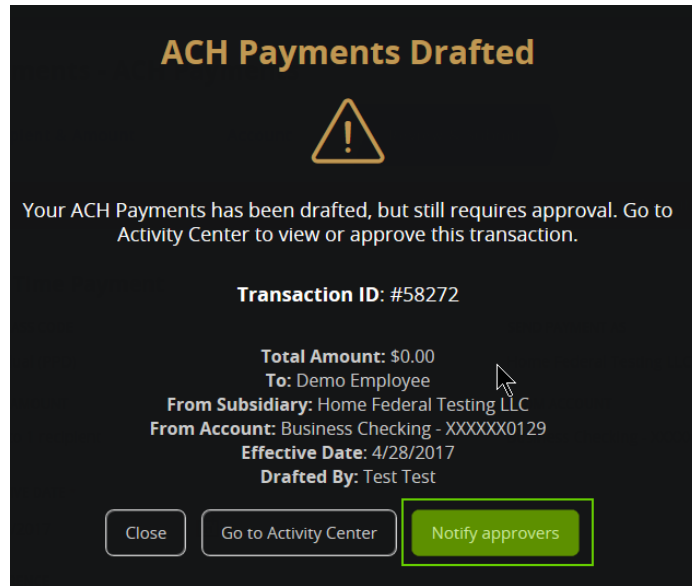 ACH Payments Drafted
Your ACH Payments has been drafted, but still requires approval. Go to
Activity Center to view or approve this transaction.
Transaction ID: #58272
Total Amount: $0.00
To: Demo Employee
From Subsidiary: Home Federal Testing LLC
From Account: Business Checking - XXXXXX0129
Effective Date: 4/28/2017
Drafted By: Test Test
Close Go to Activity Center Notify approvers